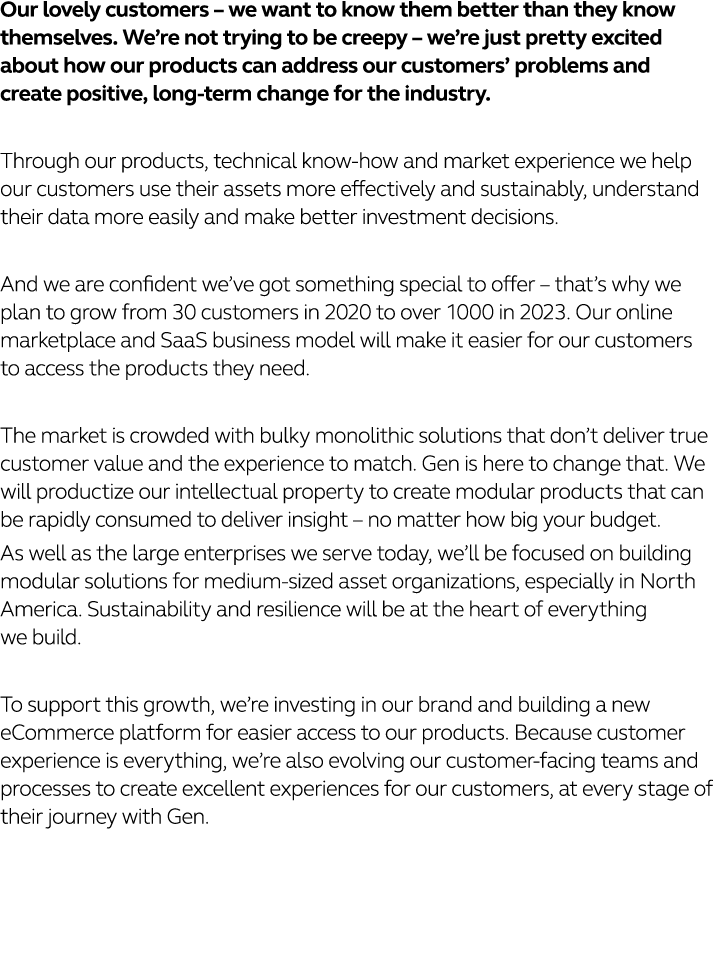 Our lovely customers – we want to know them better than they know
themselves. We’re not trying to be creepy – we’re just pretty excited
about how our products can address our customers’ problems and
create positive, long-term change for the industry.
Through our products, technical know-how and market experience we help
our customers use their assets more effectively and sustainably, understand
their data more easily and make better investment decisions.
And we are confident we’ve got something special to offer – that’s why we
plan to grow from 30 customers in 2020 to over 1000 in 2023. Our online
marketplace and SaaS business model will make it easier for our customers
to access the products they need.
The market is crowded with bulky monolithic solutions that don’t deliver true
customer value and the experience to match. Gen is here to change that. We
will productize our intellectual property to create modular products that can
be rapidly consumed to deliver insight – no matter how big your budget.
As well as the large enterprises we serve today, we’ll be focused on building
modular solutions for medium-sized asset organizations, especially in North
America. Sustainability and resilience will be at the heart of everything
we build.
To support this growth, we’re investing in our brand and building a new
eCommerce platform for easier access to our products. Because customer
experience is everything, we’re also evolving our customer-facing teams and
processes to create excellent experiences for our customers, at every stage of
their journey with Gen.